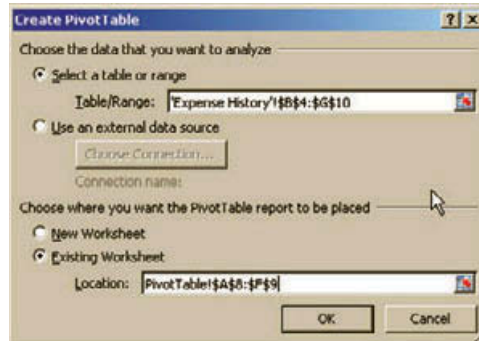 Create PivotTable
Choose the data that you want to analyze
Select a table or range
Table/Range: 'Expense History'!$B$4:$G$10
Use an external data source
Choose Connection...
Connection name:
Choose where you want the PivotTable report to be placed
New Worksheet
Existing Worksheet
Location: PivotTable!$A$8:$F$9
OK Cancel